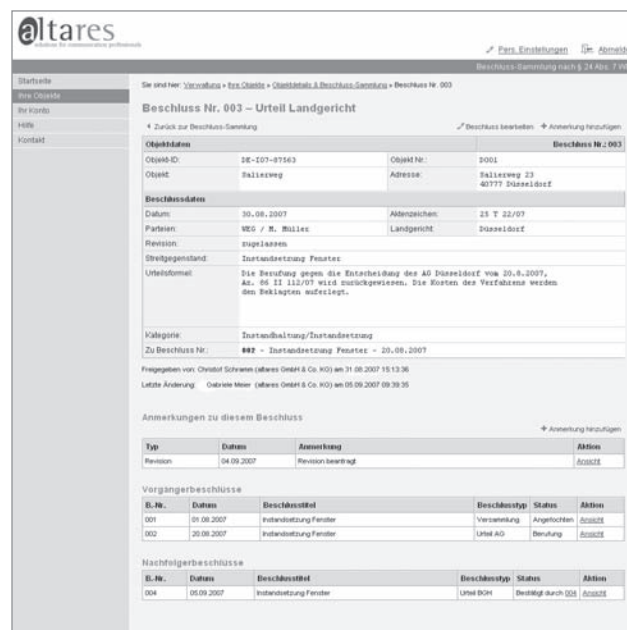 altares
solutions for communication professionals
Pers. Einstellungen Abmeld
Beschluss-Sammlung nach § 24 Abs. 7 W
Startseite
Ihre Objekte
Ihr Konto
Hilfe
Kontakt
Sie sind hier: Verwaltung » Ihre Objekte » Objektdetails & Beschluss-Sammlung » Beschluss Nr. 003
Beschluss Nr. 003 – Urteil Landgericht
Zurück zur Beschluss-Sammlung Beschluss bearbeiten Anmerkung hinzufügen
Objektdaten Beschluss Nr.: 003
Objekt-ID: DE-I07-87563 Objekt Nr.: D001
Objekt: Salierweg Adresse: Salierweg 23
40777 Düsseldorf
Beschlussdaten
Datum: 30.08.2007 Aktenzeichen: 25 T 22/07
Parteien: WEG / M. Müller Landgericht: Düsseldorf
Revision: zugelassen
Streitgegenstand: Instandsetzung Fenster
Urteilsformel: Die Berufung gegen die Entscheidung des AG Düsseldorf vom 20.8.2007,
Az. 86 II 112/07 wird zurückgewiesen. Die Kosten des Verfahrens werden
den Beklagten auferlegt.
Kategorie: Instandhaltung/Instandsetzung
Zu Beschluss Nr.: 002 - Instandsetzung Fenster - 20.08.2007
Freigegeben von: Christof Schramm (altares GmbH & Co. KG) am 31.08.2007 15:13:36
Letzte Änderung: Gabriele Meier (altares GmbH & Co. KG) am 05.09.2007 09:39:35
Anmerkungen zu diesem Beschluss
Anmerkung hinzufügen
Typ Datum Anmerkung Aktion
Revision 04.09.2007 Revision beantragt Ansicht
Vorgängerbeschlüsse
B.-Nr. Datum Beschlusstitel Beschlusstyp Status Aktion
001 01.08.2007 Instandsetzung Fenster Versammlung Angefochten Ansicht
002 20.08.2007 Instandsetzung Fenster Urteil AG Berufung Ansicht
Nachfolgerbeschlüsse
B.-Nr. Datum Beschlusstitel Beschlusstyp Status Aktion
004 05.09.2007 Instandsetzung Fenster Urteil BGH Bestätigt durch 004 Ansicht